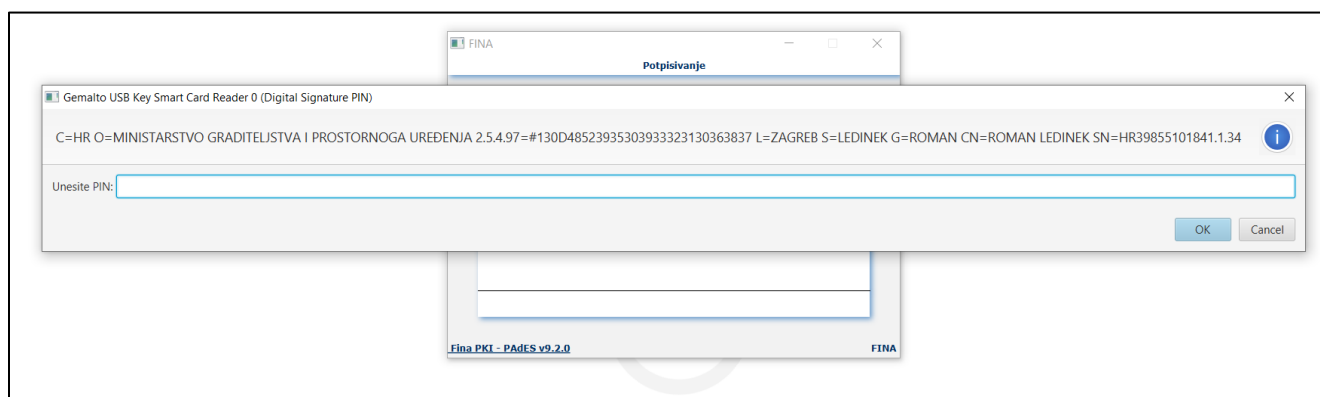 FINA
Potpisivanje
Gemalto USB Key Smart Card Reader 0 (Digital Signature PIN)
C=HR O=MINISTARSTVO GRADITELJSTVA I PROSTORNOGA UREĐENJA 2.5.4.97=#130D48523935303933323130363837 L=ZAGREB S=LEDINEK G=ROMAN CN=ROMAN LEDINEK SN=HR39855101841.1.34
Unesite PIN:
OK Cancel
Fina PKI - PAdES v9.2.0 FINA